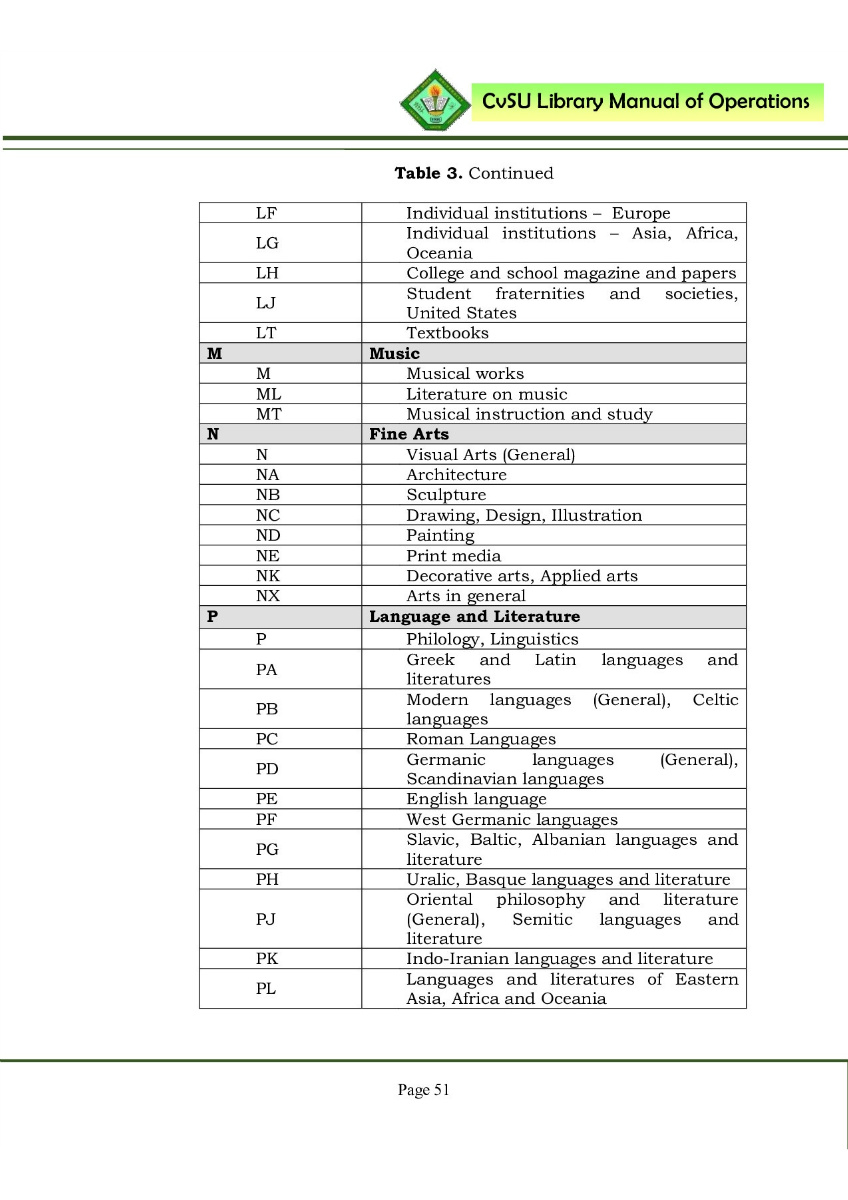 CvSU Library Manual of Operations
Table 3. Continued
LF Individual institutions – Europe
LG Individual institutions – Asia, Africa,
Oceania
LH College and school magazine and papers
LJ Student fraternities and societies,
United States
LT Textbooks
M Music
M Musical works
ML Literature on music
MT Musical instruction and study
N Fine Arts
N Visual Arts (General)
NA Architecture
NB Sculpture
NC Drawing, Design, Illustration
ND Painting
NE Print media
NK Decorative arts, Applied arts
NX Arts in general
P Language and Literature
P Philology, Linguistics
PA Greek and Latin languages and
literatures
PB Modern languages (General), Celtic
languages
PC Roman Languages
PD Germanic languages (General),
Scandinavian languages
PE English language
PF West Germanic languages
PG Slavic, Baltic, Albanian languages and
literature
PH Uralic, Basque languages and literature
PJ Oriental philosophy and literature
(General), Semitic languages and
literature
PK Indo-Iranian languages and literature
PL Languages and literatures of Eastern
Asia, Africa and Oceania
Page 51